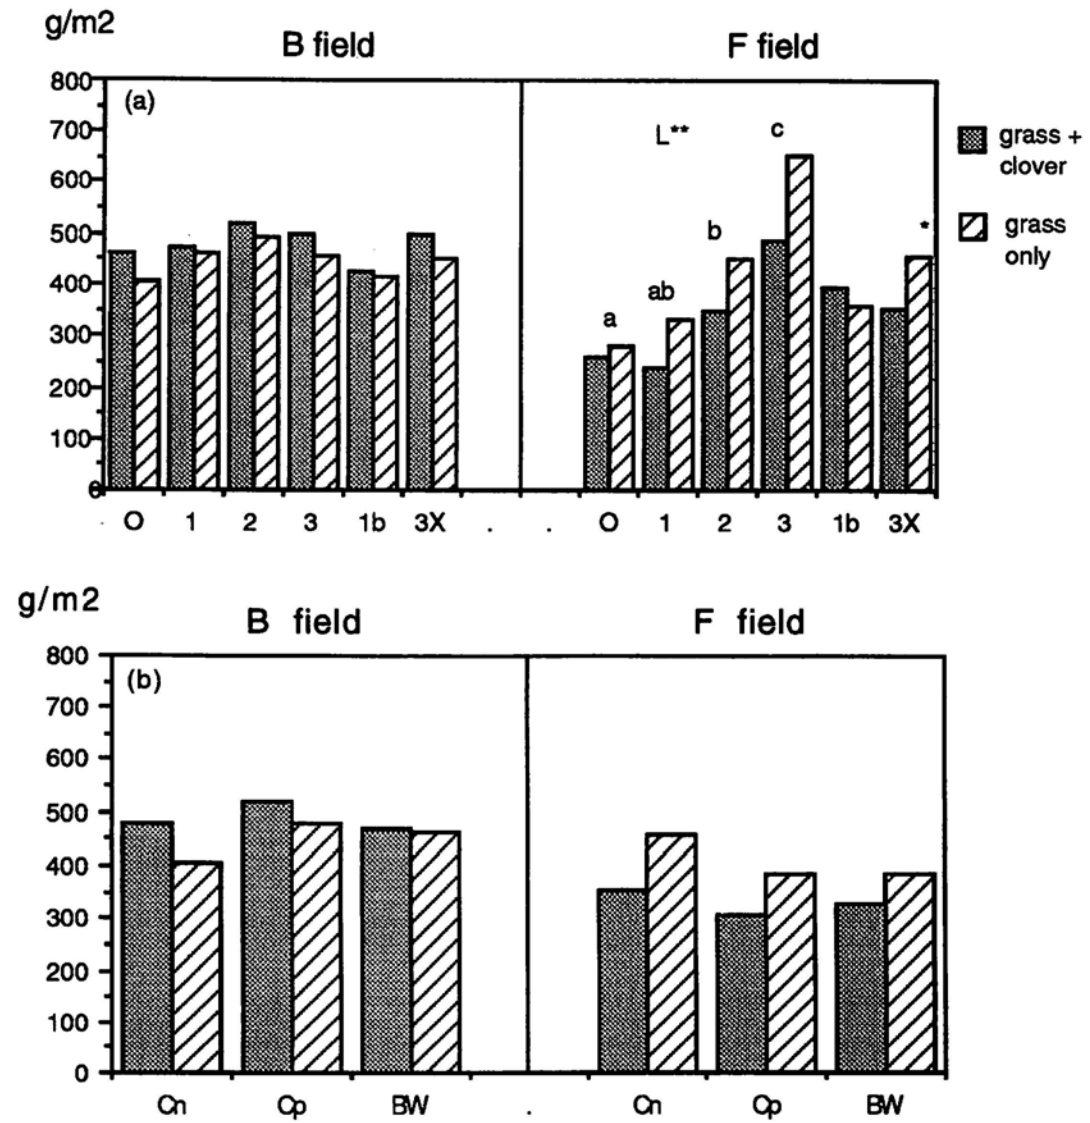 g/m2
B field
F field
800
(a)
700
L**
c
grass +
clover
600
500
b
*
grass
only
400
ab
300
a
200
100
0
O 1 2 3 1b 3X . . O 1 2 3 1b 3X
g/m2
B field
F field
800
(b)
700
600
500
400
300
200
100
0
Cn Cp BW . Cn Cp BW